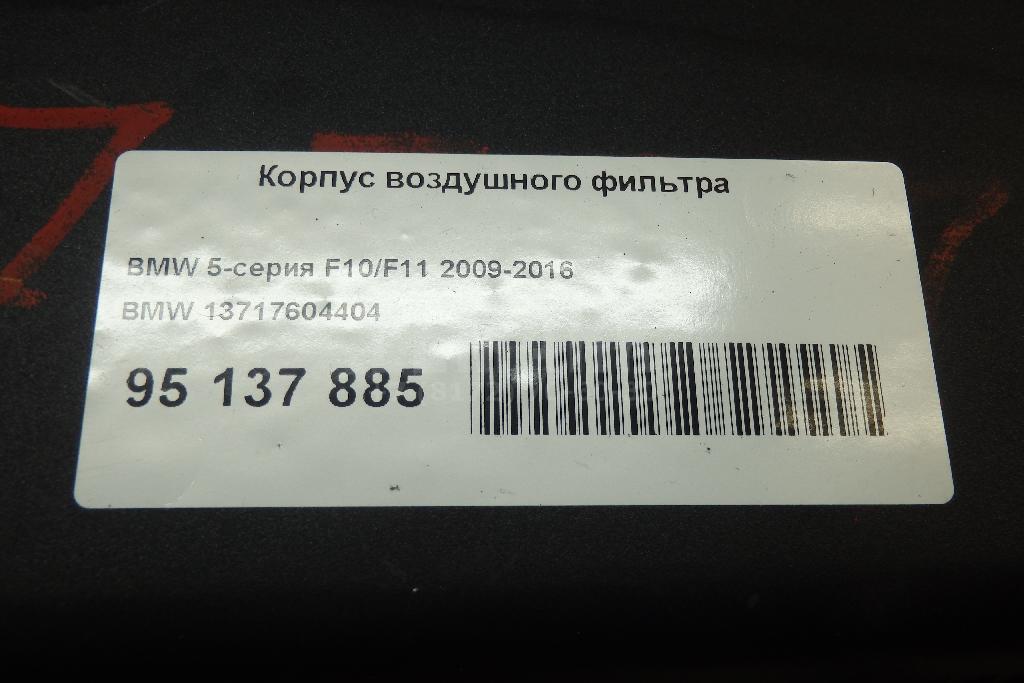 Корпус воздушного фильтра
BMW 5-серия F10/F11 2009-2016
BMW 13717604404
95 137 885